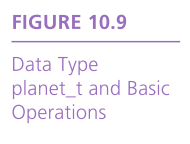 FIGURE 10.9
Data Type
planet_t and Basic
Operations